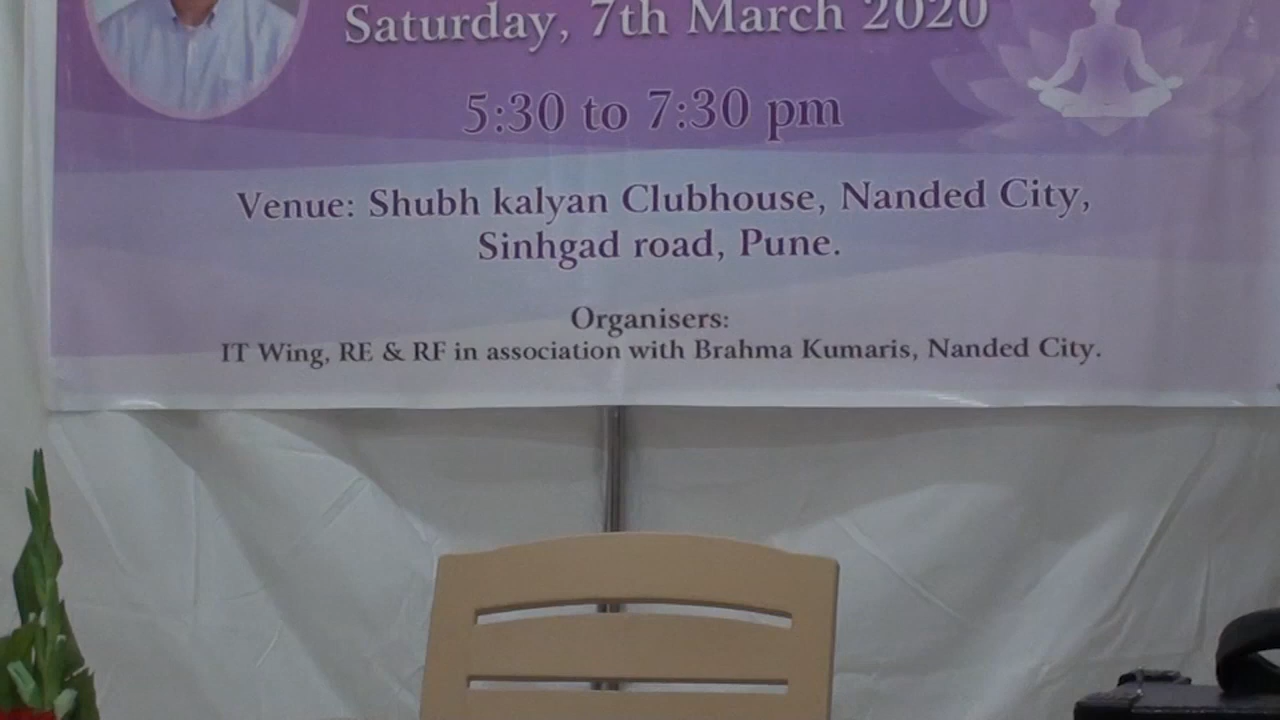 Saturday, 7th March 2020
5:30 to 7:30 pm
Venue: Shubh kalyan Clubhouse, Nanded City,
Sinhgad road, Pune.
Organisers:
IT Wing, RE & RF in association with Brahma Kumaris, Nanded City.